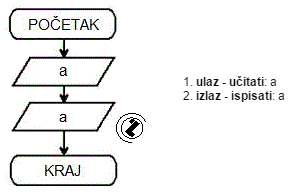 POČETAK
a
a
KRAJ
1. ulaz - učitati: a
2. izlaz - ispisati: a